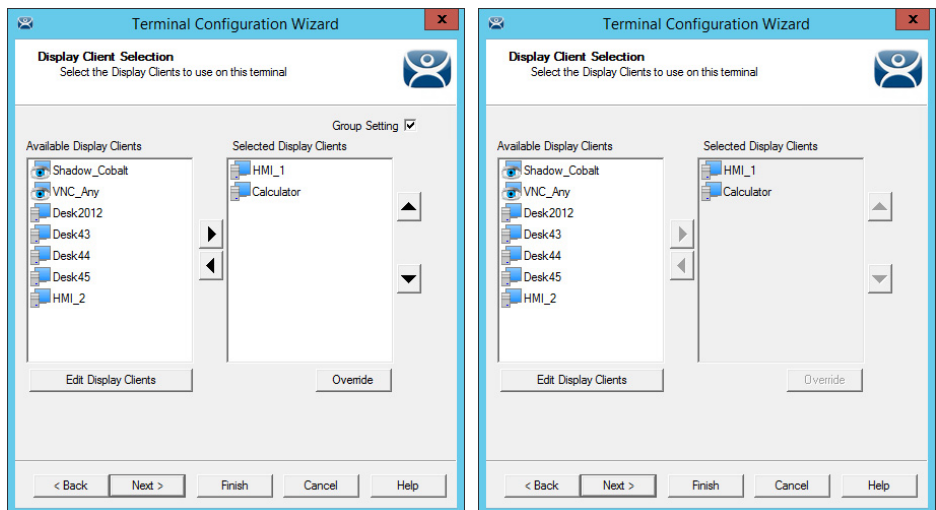 Terminal Configuration Wizard
x
Display Client Selection
Select the Display Clients to use on this terminal
Group Setting
Available Display Clients
Selected Display Clients
Shadow_Cobalt
VNC_Any
Desk2012
Desk43
Desk44
Desk45
HMI_2
HMI_1
Calculator
Edit Display Clients
Override
< Back
Next >
Finish
Cancel
Help
Terminal Configuration Wizard
x
Display Client Selection
Select the Display Clients to use on this terminal
Available Display Clients
Selected Display Clients
Shadow_Cobalt
VNC_Any
Desk2012
Desk43
Desk44
Desk45
HMI_2
HMI_1
Calculator
Edit Display Clients
Override
< Back
Next >
Finish
Cancel
Help